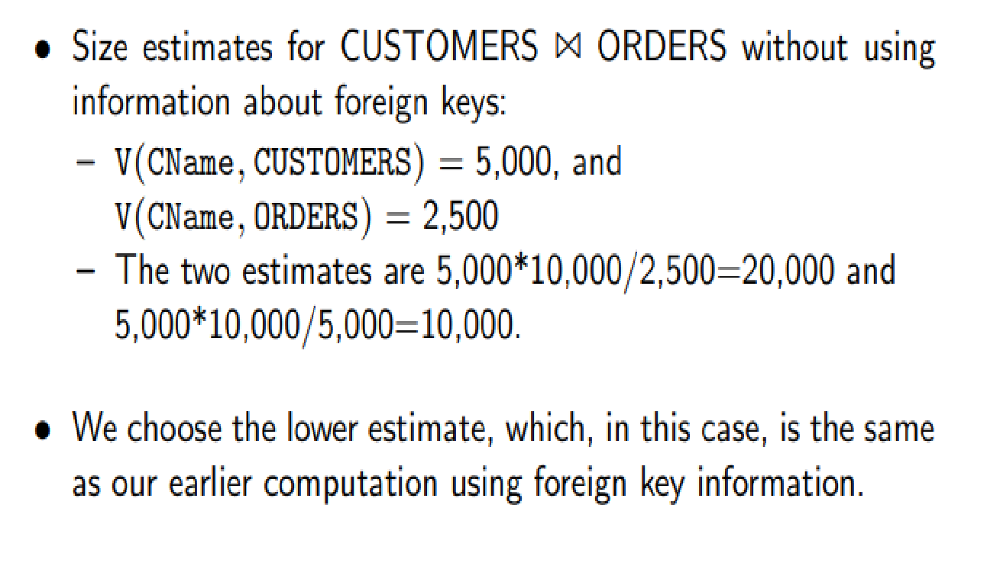 • Size estimates for CUSTOMERS ⋈ ORDERS without using
information about foreign keys:
– V(CName, CUSTOMERS) = 5,000, and
V(CName, ORDERS) = 2,500
– The two estimates are 5,000*10,000/2,500=20,000 and
5,000*10,000/5,000=10,000.
• We choose the lower estimate, which, in this case, is the same
as our earlier computation using foreign key information.